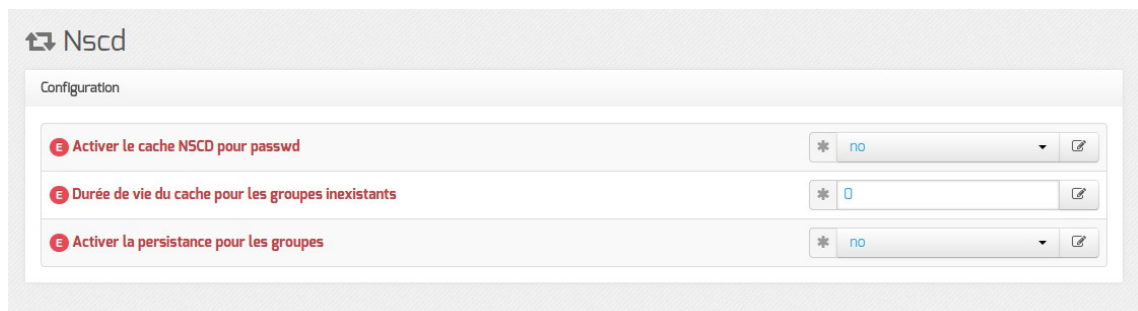 Nscd
Configuration
E Activer le cache NSCD pour passwd * no
E Durée de vie du cache pour les groupes inexistants * 0
E Activer la persistance pour les groupes * no